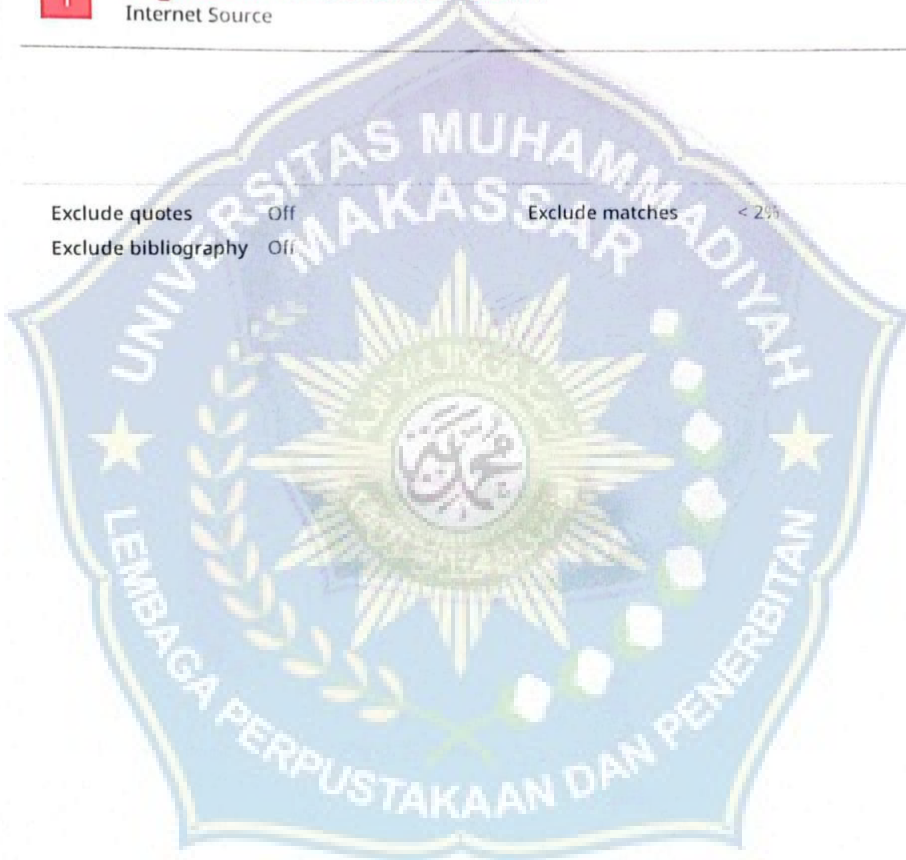 Internet Source
Exclude quotes Off Exclude matches < 2%
Exclude bibliography Off
UNIVERSITAS MUHAMMADIYAH
MAKASSAR
LEMBAGA PERPUSTAKAAN DAN PENERBITAN